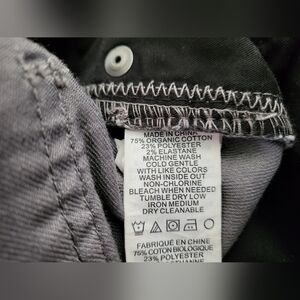 MADE IN CHINA
75% ORGANIC COTTON
23% POLYESTER
2% ELASTANE
MACHINE WASH
COLD GENTLE
WITH LIKE COLORS
WASH INSIDE OUT
NON-CHLORINE
BLEACH WHEN NEEDED
TUMBLE DRY LOW
IRON MEDIUM
DRY CLEANABLE
FABRIQUÉ EN CHINE
75% COTON BIOLOGIQUE
23% POLYESTER